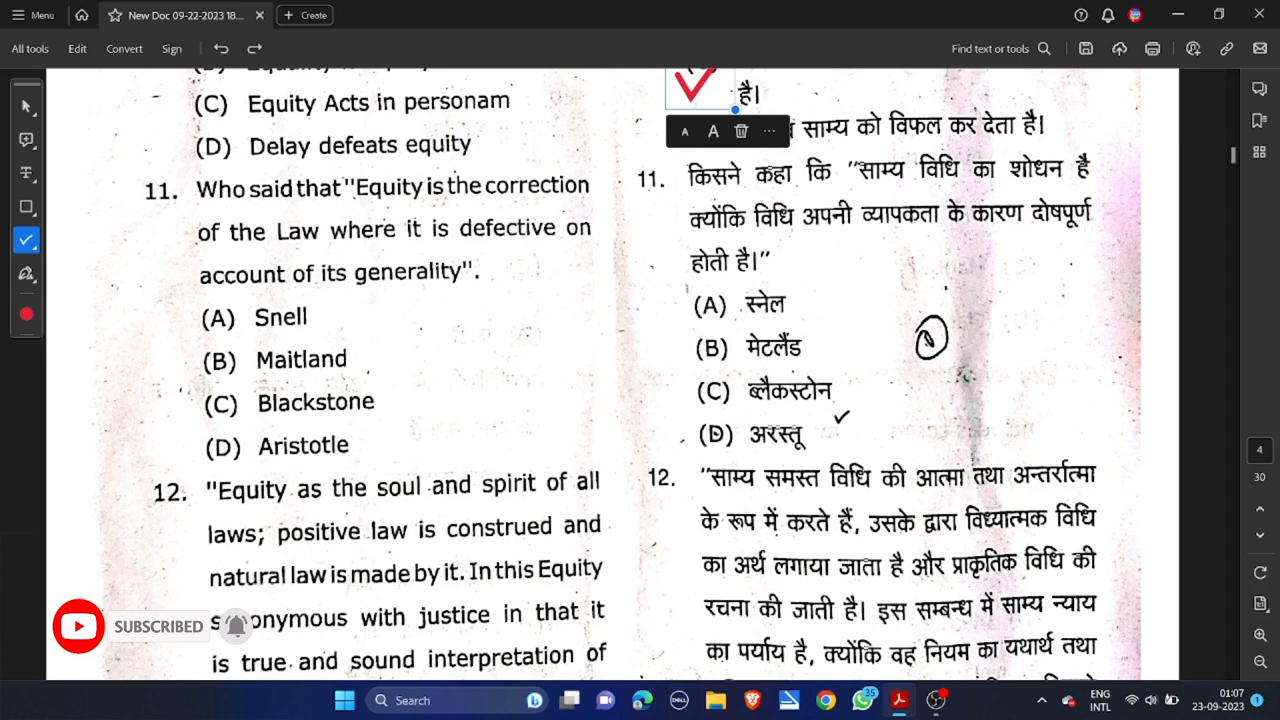 Menu
New Doc 09-22-2023 18...
Create
All tools
Edit
Convert
Sign
Find text or tools
(C) Equity Acts in personam
(D) Delay defeats equity
11. Who said that "Equity is the correction
of the Law where it is defective on
account of its generality".
(A) Snell
(B) Maitland
(C) Blackstone
(D) Aristotle
12. "Equity as the soul and spirit of all
laws; positive law is construed and
natural law is made by it. In this Equity
onymous with justice in that it
is true and sound interpretation of
है।
साम्य को विफल कर देता है।
11. किसने कहा कि "साम्य विधि का शोधन है
क्योंकि विधि अपनी व्यापकता के कारण दोषपूर्ण
होती है।"
(A) स्नेल
(B) मेटलैंड
(C) ब्लैकस्टोन
(D) अरस्तू
12. "साम्य समस्त विधि की आत्मा तथा अन्तर्रात्मा
के रूप में करते हैं, उसके द्वारा विध्यात्मक विधि
का अर्थ लगाया जाता है और प्राकृतिक विधि की
रचना की जाती है। इस सम्बन्ध में साम्य न्याय
का पर्याय है, क्योंकि वह नियम का यथार्थ तथा
A A
4
30
SUBSCRIBED
Search
DELL
35
ENG
INTL
01:07
23-09-2023
1